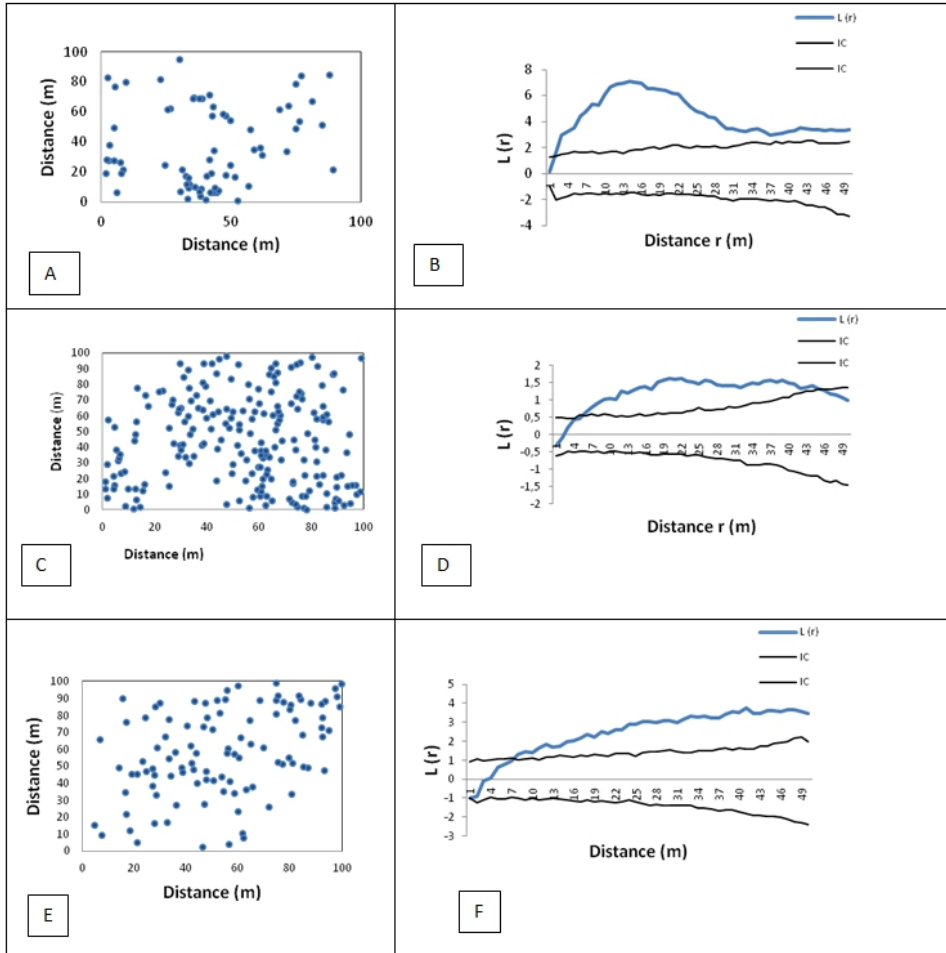 100
80
60
40
20
0
Distance (m)
0 50 100
Distance (m)
A
L (r)
IC
IC
8
6
4
2
0
-2
-4
L (r)
1 4 7 10 13 16 19 22 25 28 31 34 37 40 43 46 49
Distance r (m)
B
100
90
80
70
60
50
40
30
20
10
0
Distance (m)
0 20 40 60 80 100
Distance (m)
C
L (r)
IC
IC
2
1,5
1
0,5
0
-0,5
-1
-1,5
-2
L (r)
1 4 7 10 13 16 19 22 25 28 31 34 37 40 43 46 49
Distance r (m)
D
100
90
80
70
60
50
40
30
20
10
0
Distance (m)
0 20 40 60 80 100
Distance (m)
E
L (r)
IC
IC
5
4
3
2
1
0
-1
-2
-3
L (r)
1 4 7 10 13 16 19 22 25 28 31 34 37 40 43 46 49
Distance (m)
F